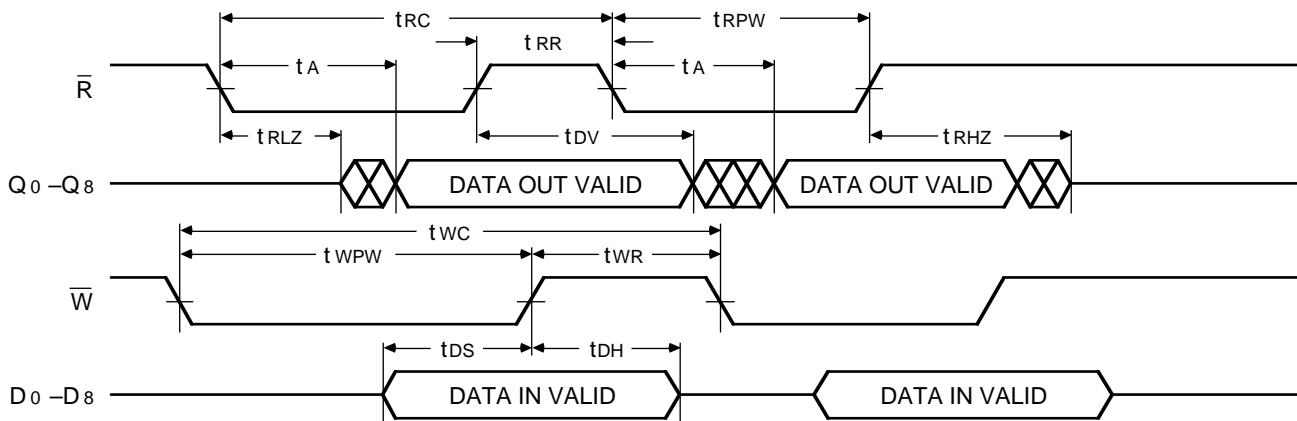 tRC tRPW
tRR
tA tA
R̅
tRLZ tDV tRHZ
Q0–Q8 DATA OUT VALID DATA OUT VALID
tWC
tWPW tWR
W̅
tDS tDH
D0–D8 DATA IN VALID DATA IN VALID